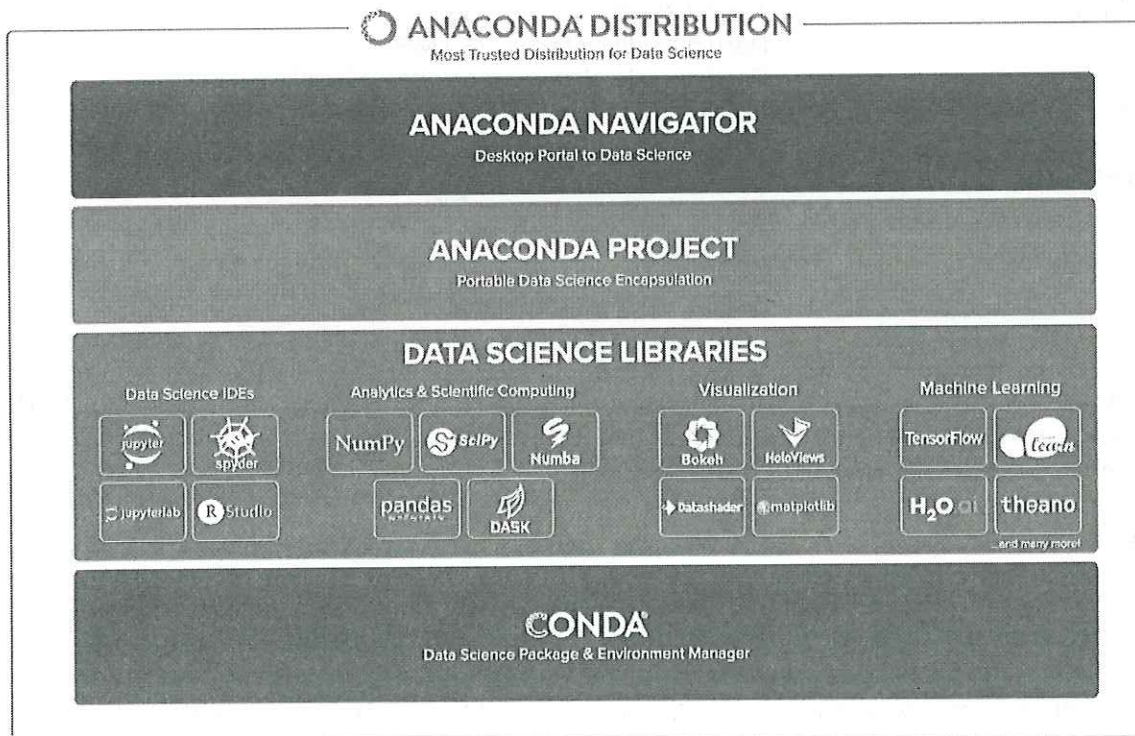 ANACONDA DISTRIBUTION
Most Trusted Distribution for Data Science
ANACONDA NAVIGATOR
Desktop Portal to Data Science
ANACONDA PROJECT
Portable Data Science Encapsulation
DATA SCIENCE LIBRARIES
Data Science IDEs
jupyter
spyder
jupyterlab
R Studio
Analytics & Scientific Computing
NumPy
S SciPy
Numba
pandas
DASK
Visualization
Bokeh
HoloViews
Datashader
matplotlib
Machine Learning
TensorFlow
learn
H₂O.ai
theano
...and many more!
CONDA
Data Science Package & Environment Manager